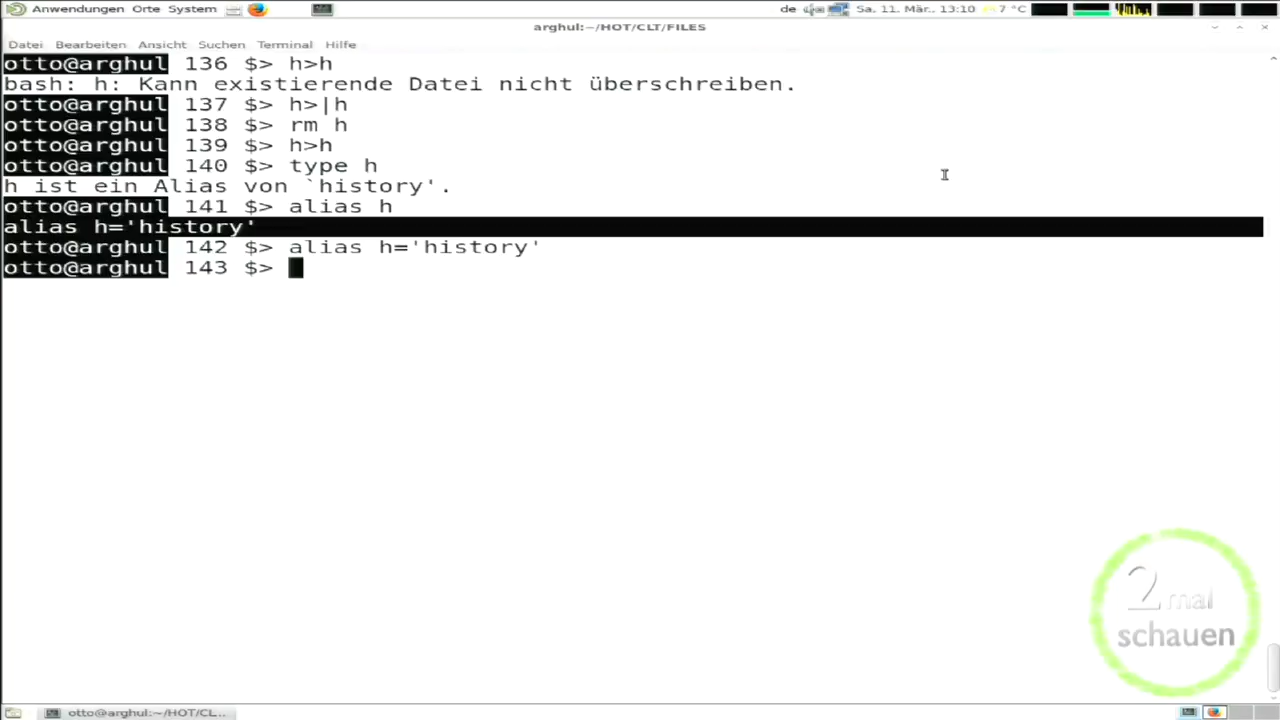 Anwendungen Orte System
de Sa. 11. Mär., 13:10 7 °C
arghul:~/HOT/CLT/FILES
Datei Bearbeiten Ansicht Suchen Terminal Hilfe
otto@arghul 136 $> h>h
bash: h: Kann existierende Datei nicht überschreiben.
otto@arghul 137 $> h>|h
otto@arghul 138 $> rm h
otto@arghul 139 $> h>h
otto@arghul 140 $> type h
h ist ein Alias von `history'.
otto@arghul 141 $> alias h
alias h='history'
otto@arghul 142 $> alias h='history'
otto@arghul 143 $>
2 mal
schauen
otto@arghul:~/HOT/CL...